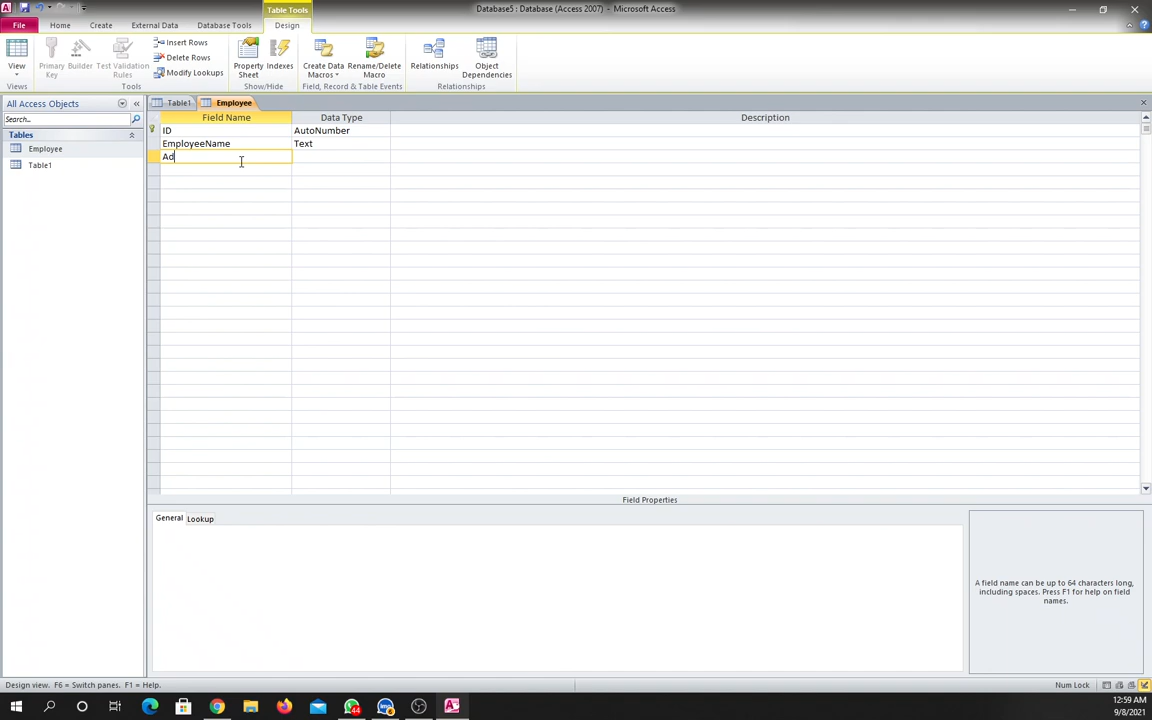 Table Tools
Database5 : Database (Access 2007) - Microsoft Access
File Home Create External Data Database Tools Design
View
Primary Key
Builder
Test Validation Rules
Insert Rows
Delete Rows
Modify Lookups
Property Sheet
Indexes
Create Data Macros
Rename/Delete Macro
Relationships
Object Dependencies
Views Tools Show/Hide Field, Record & Table Events Relationships
All Access Objects
Search...
Tables
Employee
Table1
Table1 Employee
Field Name Data Type Description
ID AutoNumber
EmployeeName Text
Ad
Field Properties
General Lookup
A field name can be up to 64 characters long,
including spaces. Press F1 for help on field
names.
Design view. F6 = Switch panes. F1 = Help.
Num Lock
44
12:59 AM
9/8/2021